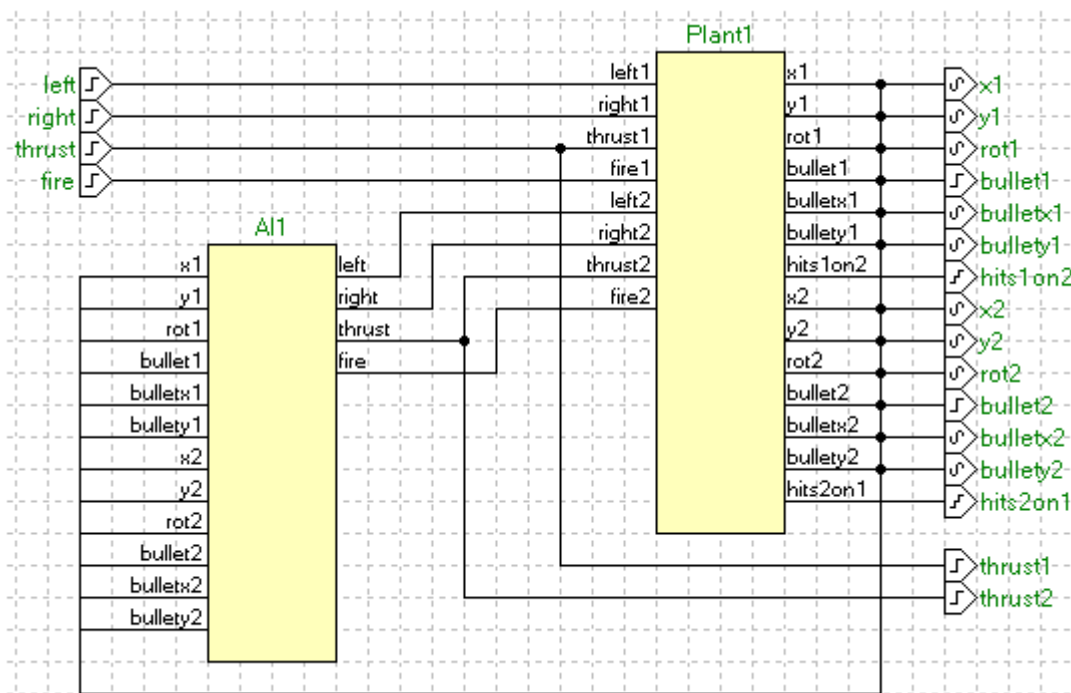 Plant1
left
right
thrust
fire
left1
right1
thrust1
fire1
left2
right2
thrust2
fire2
x1
y1
rot1
bullet1
bulletx1
bullety1
hits1on2
x2
y2
rot2
bullet2
bulletx2
bullety2
hits2on1
x1
y1
rot1
bullet1
bulletx1
bullety1
hits1on2
x2
y2
rot2
bullet2
bulletx2
bullety2
hits2on1
thrust1
thrust2
AI1
x1
y1
rot1
bullet1
bulletx1
bullety1
x2
y2
rot2
bullet2
bulletx2
bullety2
left
right
thrust
fire